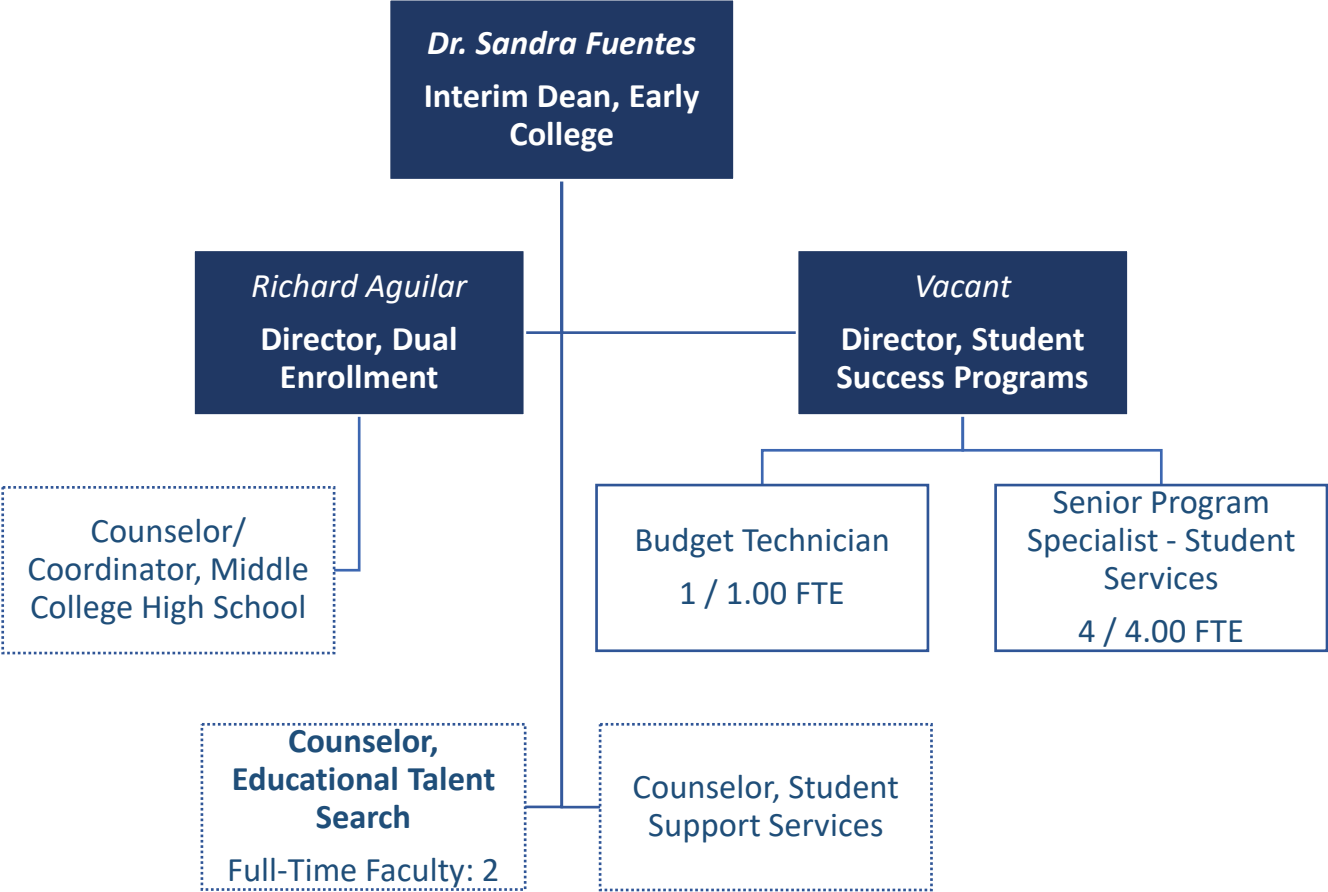 Dr. Sandra Fuentes
Interim Dean, Early
College
Richard Aguilar
Director, Dual
Enrollment
Vacant
Director, Student
Success Programs
Counselor/
Coordinator, Middle
College High School
Budget Technician
1 / 1.00 FTE
Senior Program
Specialist - Student
Services
4 / 4.00 FTE
Counselor,
Educational Talent
Search
Full-Time Faculty: 2
Counselor, Student
Support Services